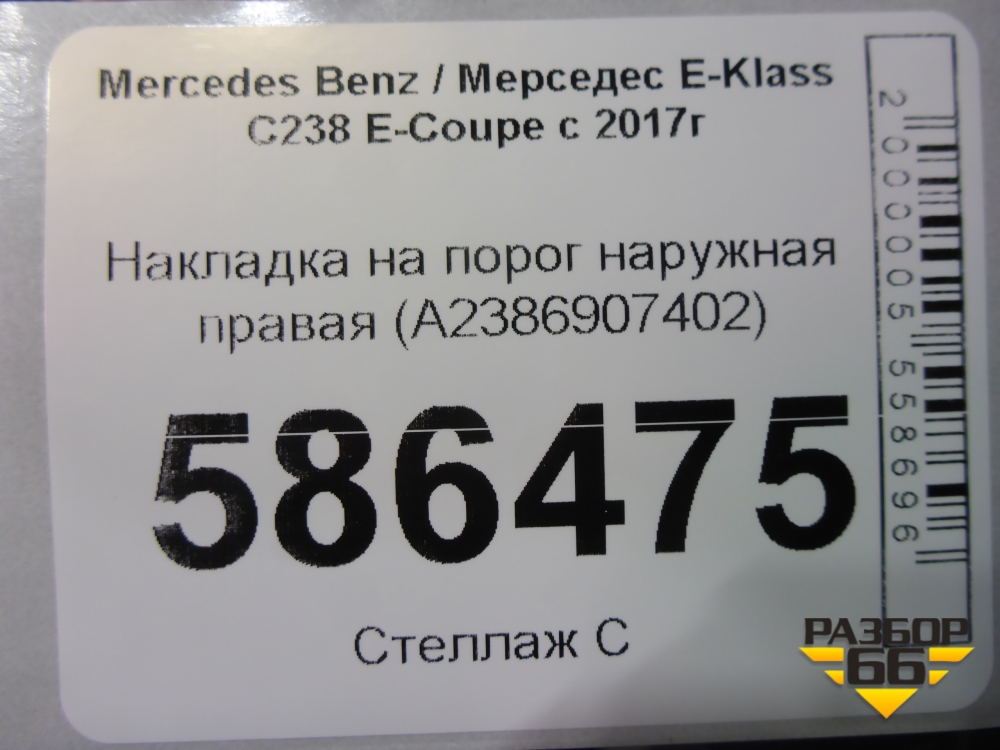 Mercedes Benz / Мерседес E-Klass
C238 E-Coupe с 2017г
Накладка на порог наружная
правая (A2386907402)
586475
Стеллаж С
2000005558696
РАЗБОР
66